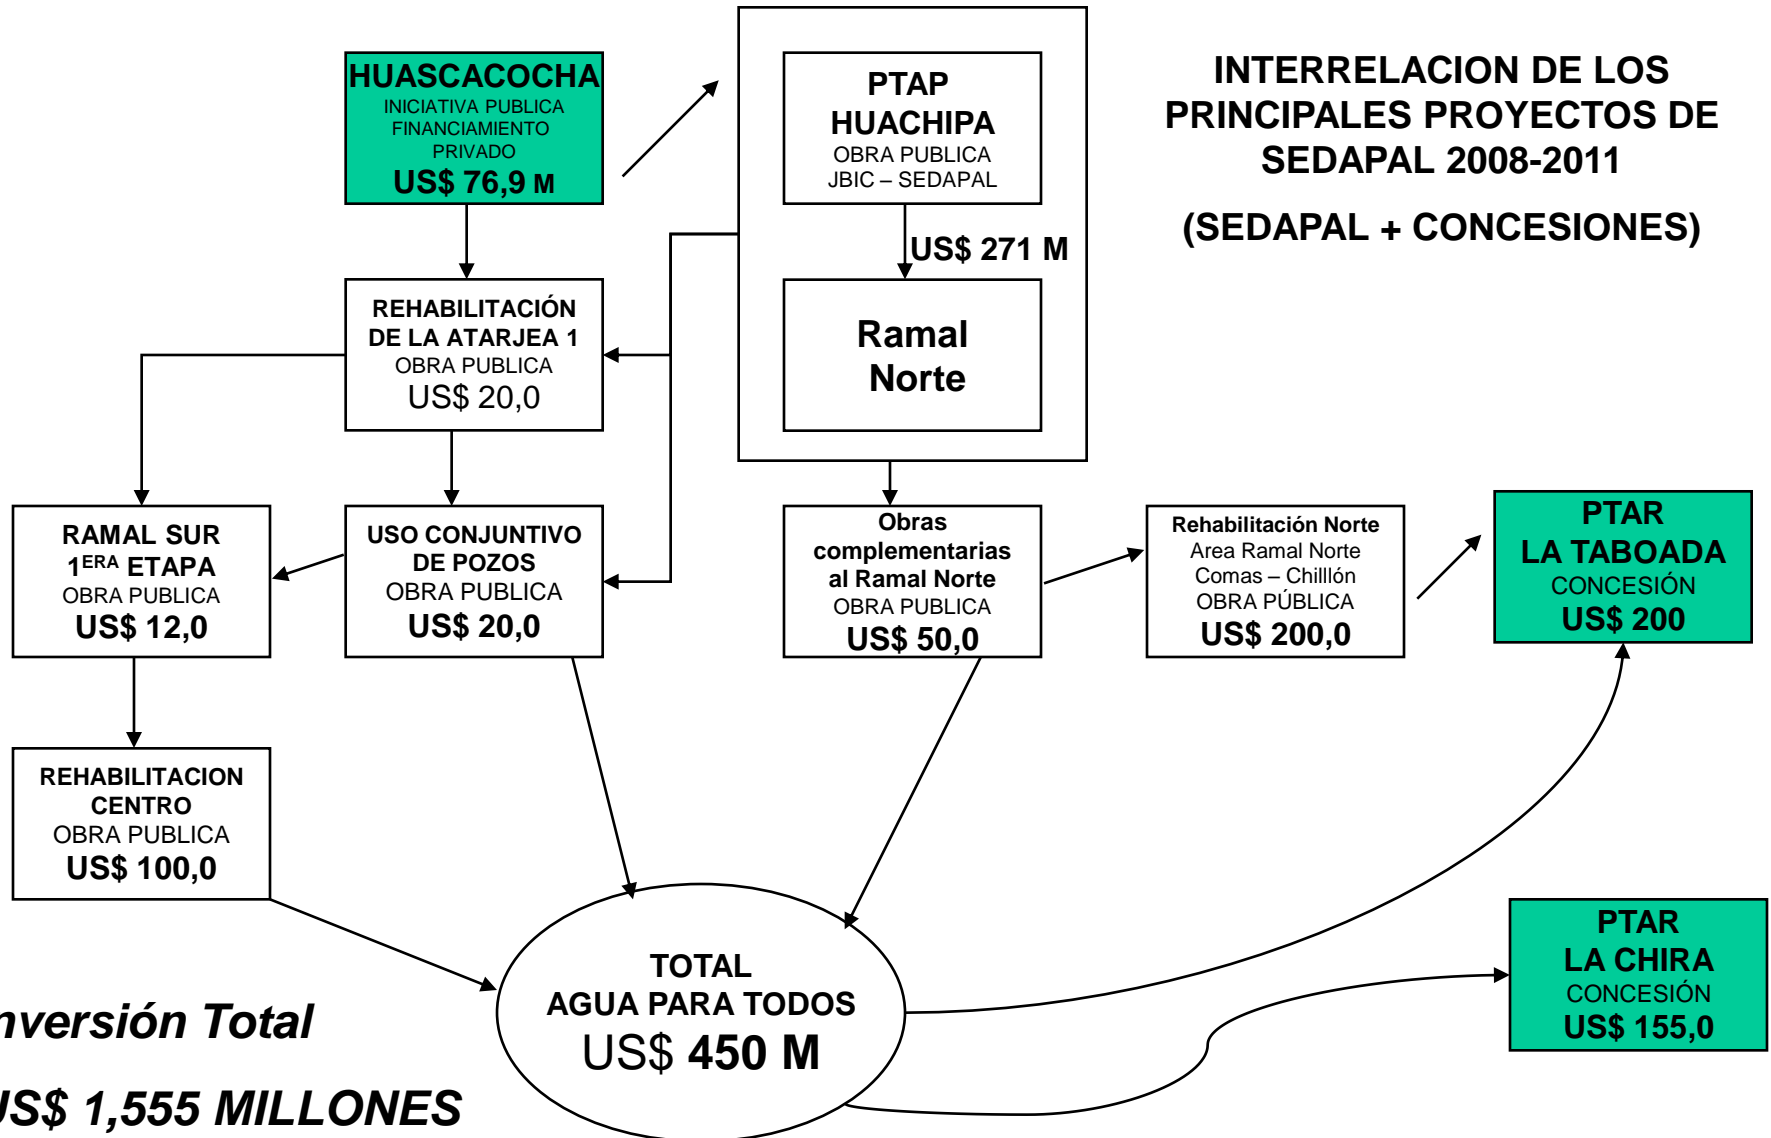 INTERRELACION DE LOS
PRINCIPALES PROYECTOS DE
SEDAPAL 2008-2011
(SEDAPAL + CONCESIONES)
HUASCACOCHA
INICIATIVA PUBLICA
FINANCIAMIENTO
PRIVADO
US$ 76,9 M
PTAP
HUACHIPA
OBRA PUBLICA
JBIC – SEDAPAL
US$ 271 M
Ramal
Norte
REHABILITACIÓN
DE LA ATARJEA 1
OBRA PUBLICA
US$ 20,0
RAMAL SUR
1ERA ETAPA
OBRA PUBLICA
US$ 12,0
USO CONJUNTIVO
DE POZOS
OBRA PUBLICA
US$ 20,0
Obras
complementarias
al Ramal Norte
OBRA PUBLICA
US$ 50,0
Rehabilitación Norte
Area Ramal Norte
Comas – Chilllón
OBRA PÚBLICA
US$ 200,0
PTAR
LA TABOADA
CONCESIÓN
US$ 200
REHABILITACION
CENTRO
OBRA PUBLICA
US$ 100,0
TOTAL
AGUA PARA TODOS
US$ 450 M
PTAR
LA CHIRA
CONCESIÓN
US$ 155,0
nversión Total
US$ 1,555 MILLONES